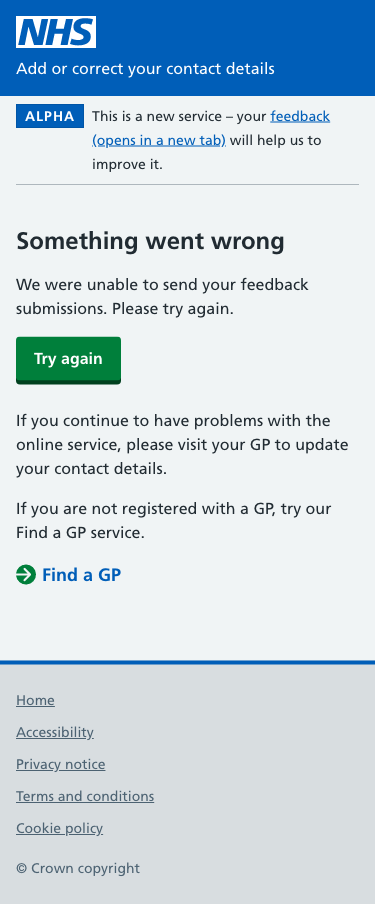 NHS
Add or correct your contact details
ALPHA
This is a new service – your feedback
(opens in a new tab) will help us to
improve it.
Something went wrong
We were unable to send your feedback
submissions. Please try again.
Try again
If you continue to have problems with the
online service, please visit your GP to update
your contact details.
If you are not registered with a GP, try our
Find a GP service.
Find a GP
Home
Accessibility
Privacy notice
Terms and conditions
Cookie policy
© Crown copyright